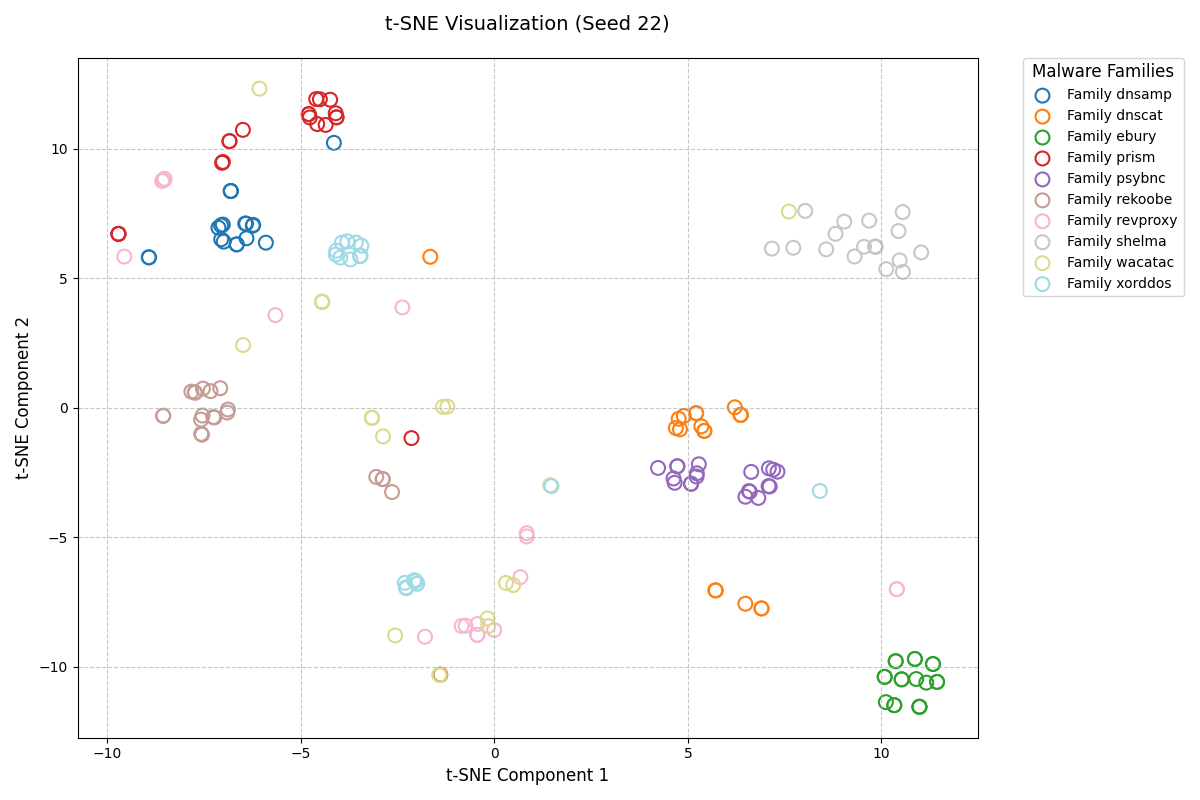 t-SNE Visualization (Seed 22)
Malware Families
Family dnsamp
Family dnscat
Family ebury
Family prism
Family psybnc
Family rekoobe
Family revproxy
Family shelma
Family wacatac
Family xorddos
t-SNE Component 2
10
5
0
−5
−10
−10
−5
0
5
10
t-SNE Component 1